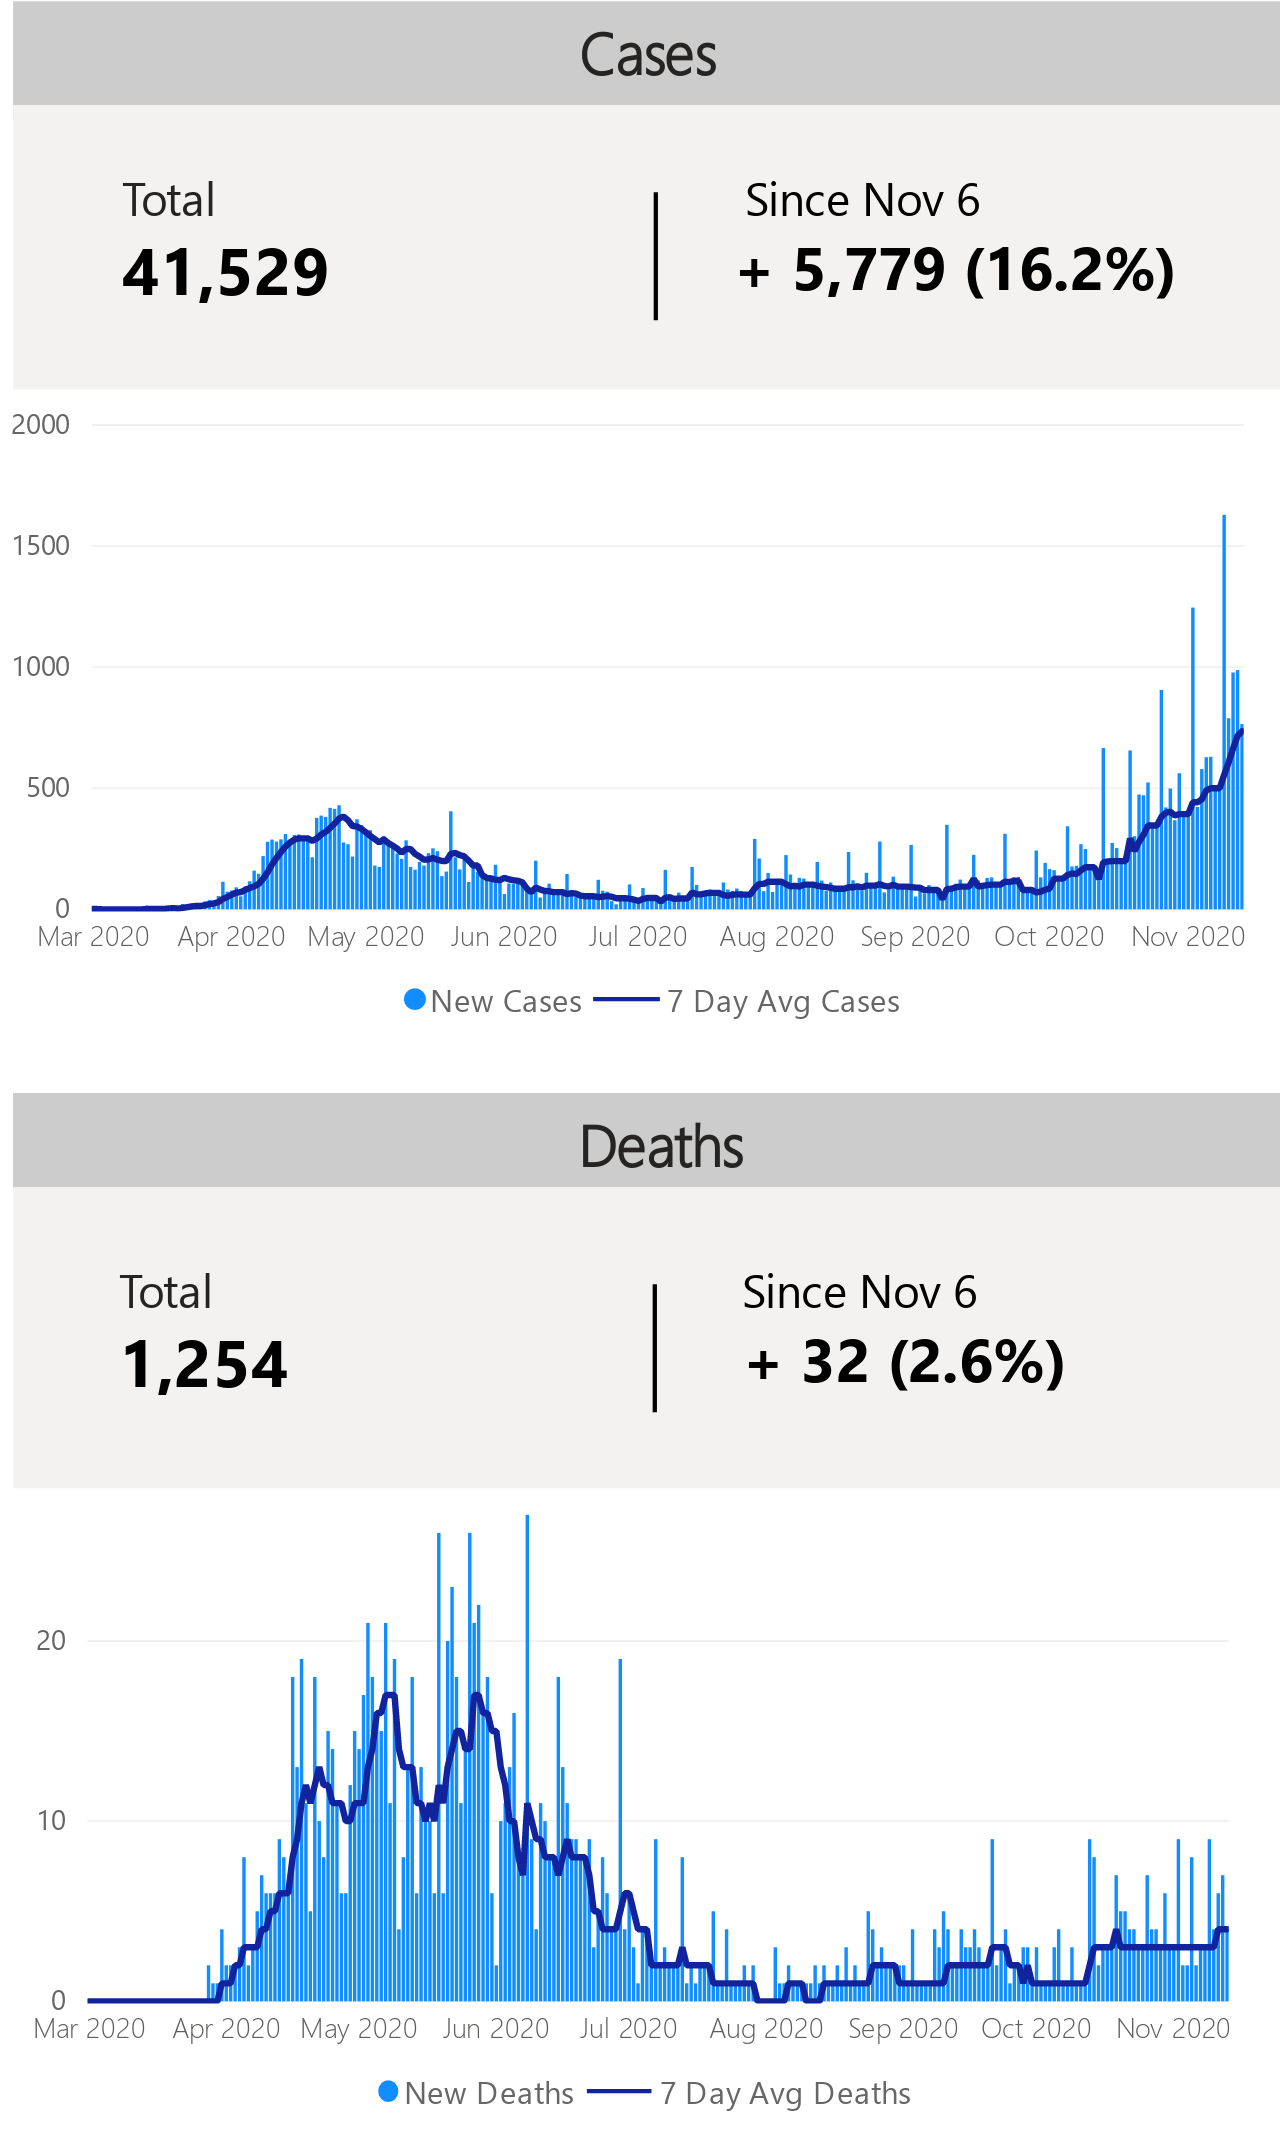 Cases
Total
Since Nov 6
41,529
+ 5,779 (16.2%)
2000
1500
1000
500
0
Mar 2020 Apr 2020 May 2020 Jun 2020 Jul 2020 Aug 2020 Sep 2020 Oct 2020 Nov 2020
New Cases 7 Day Avg Cases
Deaths
Total
Since Nov 6
1,254
+ 32 (2.6%)
20
10
0
Mar 2020 Apr 2020 May 2020 Jun 2020 Jul 2020 Aug 2020 Sep 2020 Oct 2020 Nov 2020
New Deaths 7 Day Avg Deaths